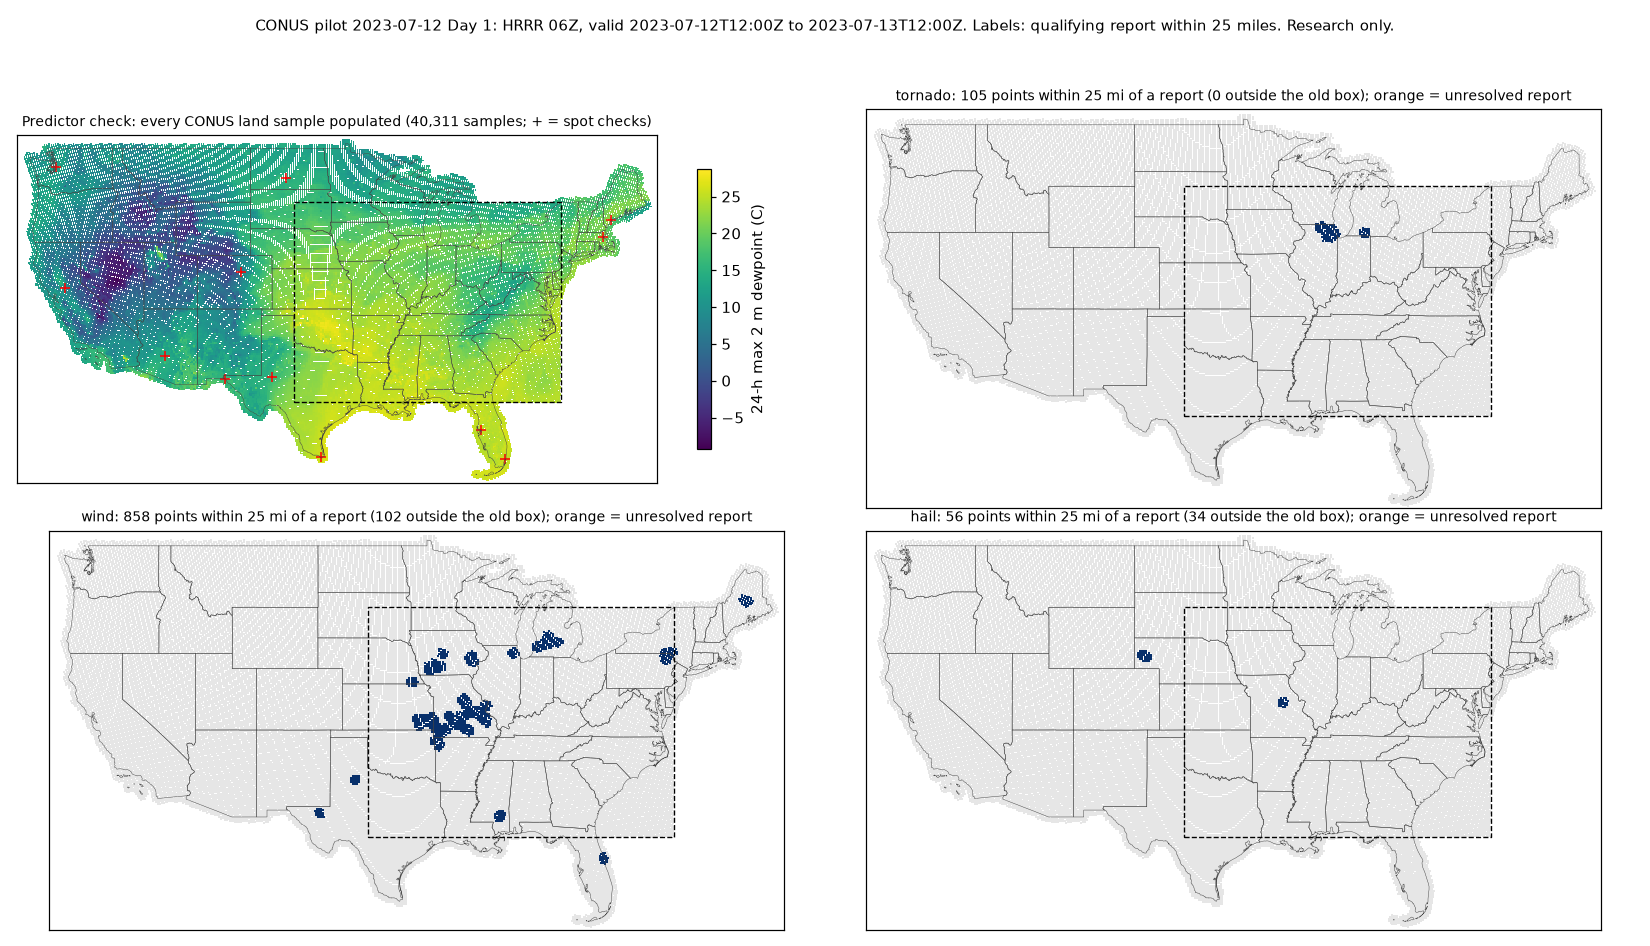 CONUS pilot 2023-07-12 Day 1: HRRR 06Z, valid 2023-07-12T12:00Z to 2023-07-13T12:00Z. Labels: qualifying report within 25 miles. Research only.
Predictor check: every CONUS land sample populated (40,311 samples; + = spot checks)
25
20
15
10
5
0
−5
24-h max 2 m dewpoint (C)
tornado: 105 points within 25 mi of a report (0 outside the old box); orange = unresolved report
wind: 858 points within 25 mi of a report (102 outside the old box); orange = unresolved report
hail: 56 points within 25 mi of a report (34 outside the old box); orange = unresolved report